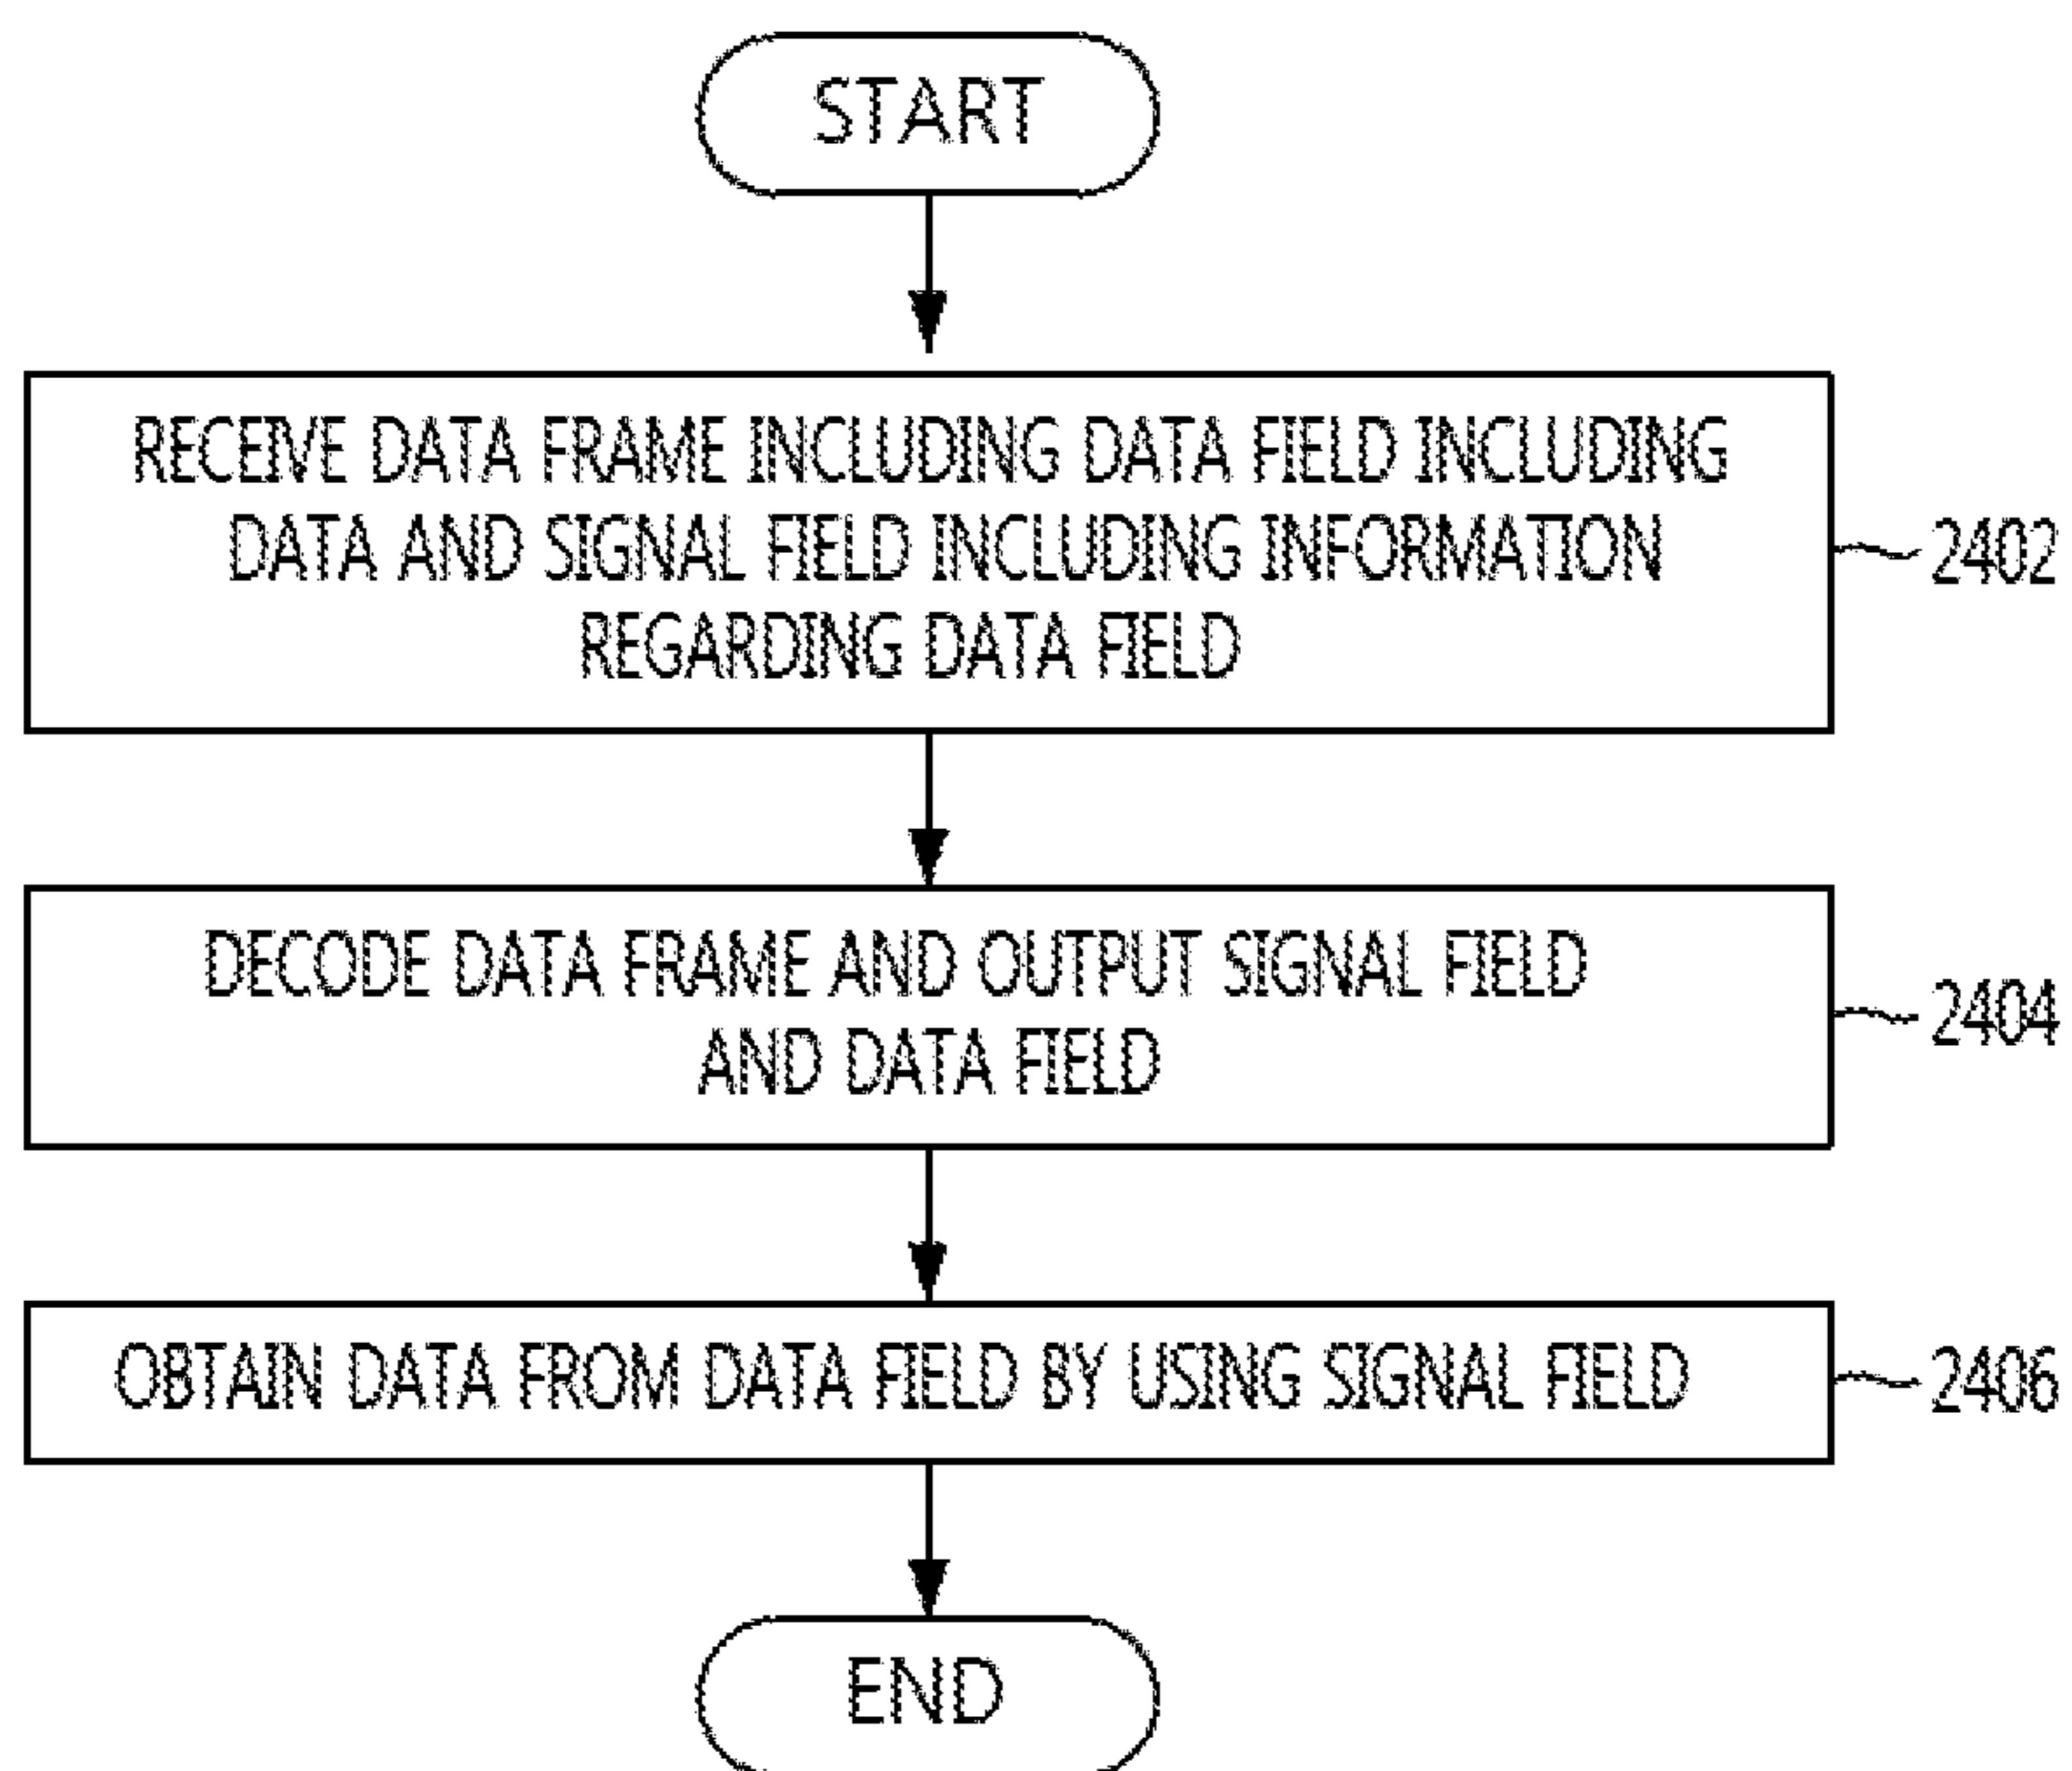 START
RECEIVE DATA FRAME INCLUDING DATA FIELD INCLUDING
DATA AND SIGNAL FIELD INCLUDING INFORMATION
REGARDING DATA FIELD
2402
DECODE DATA FRAME AND OUTPUT SIGNAL FIELD
AND DATA FIELD
2404
OBTAIN DATA FROM DATA FIELD BY USING SIGNAL FIELD
2406
END